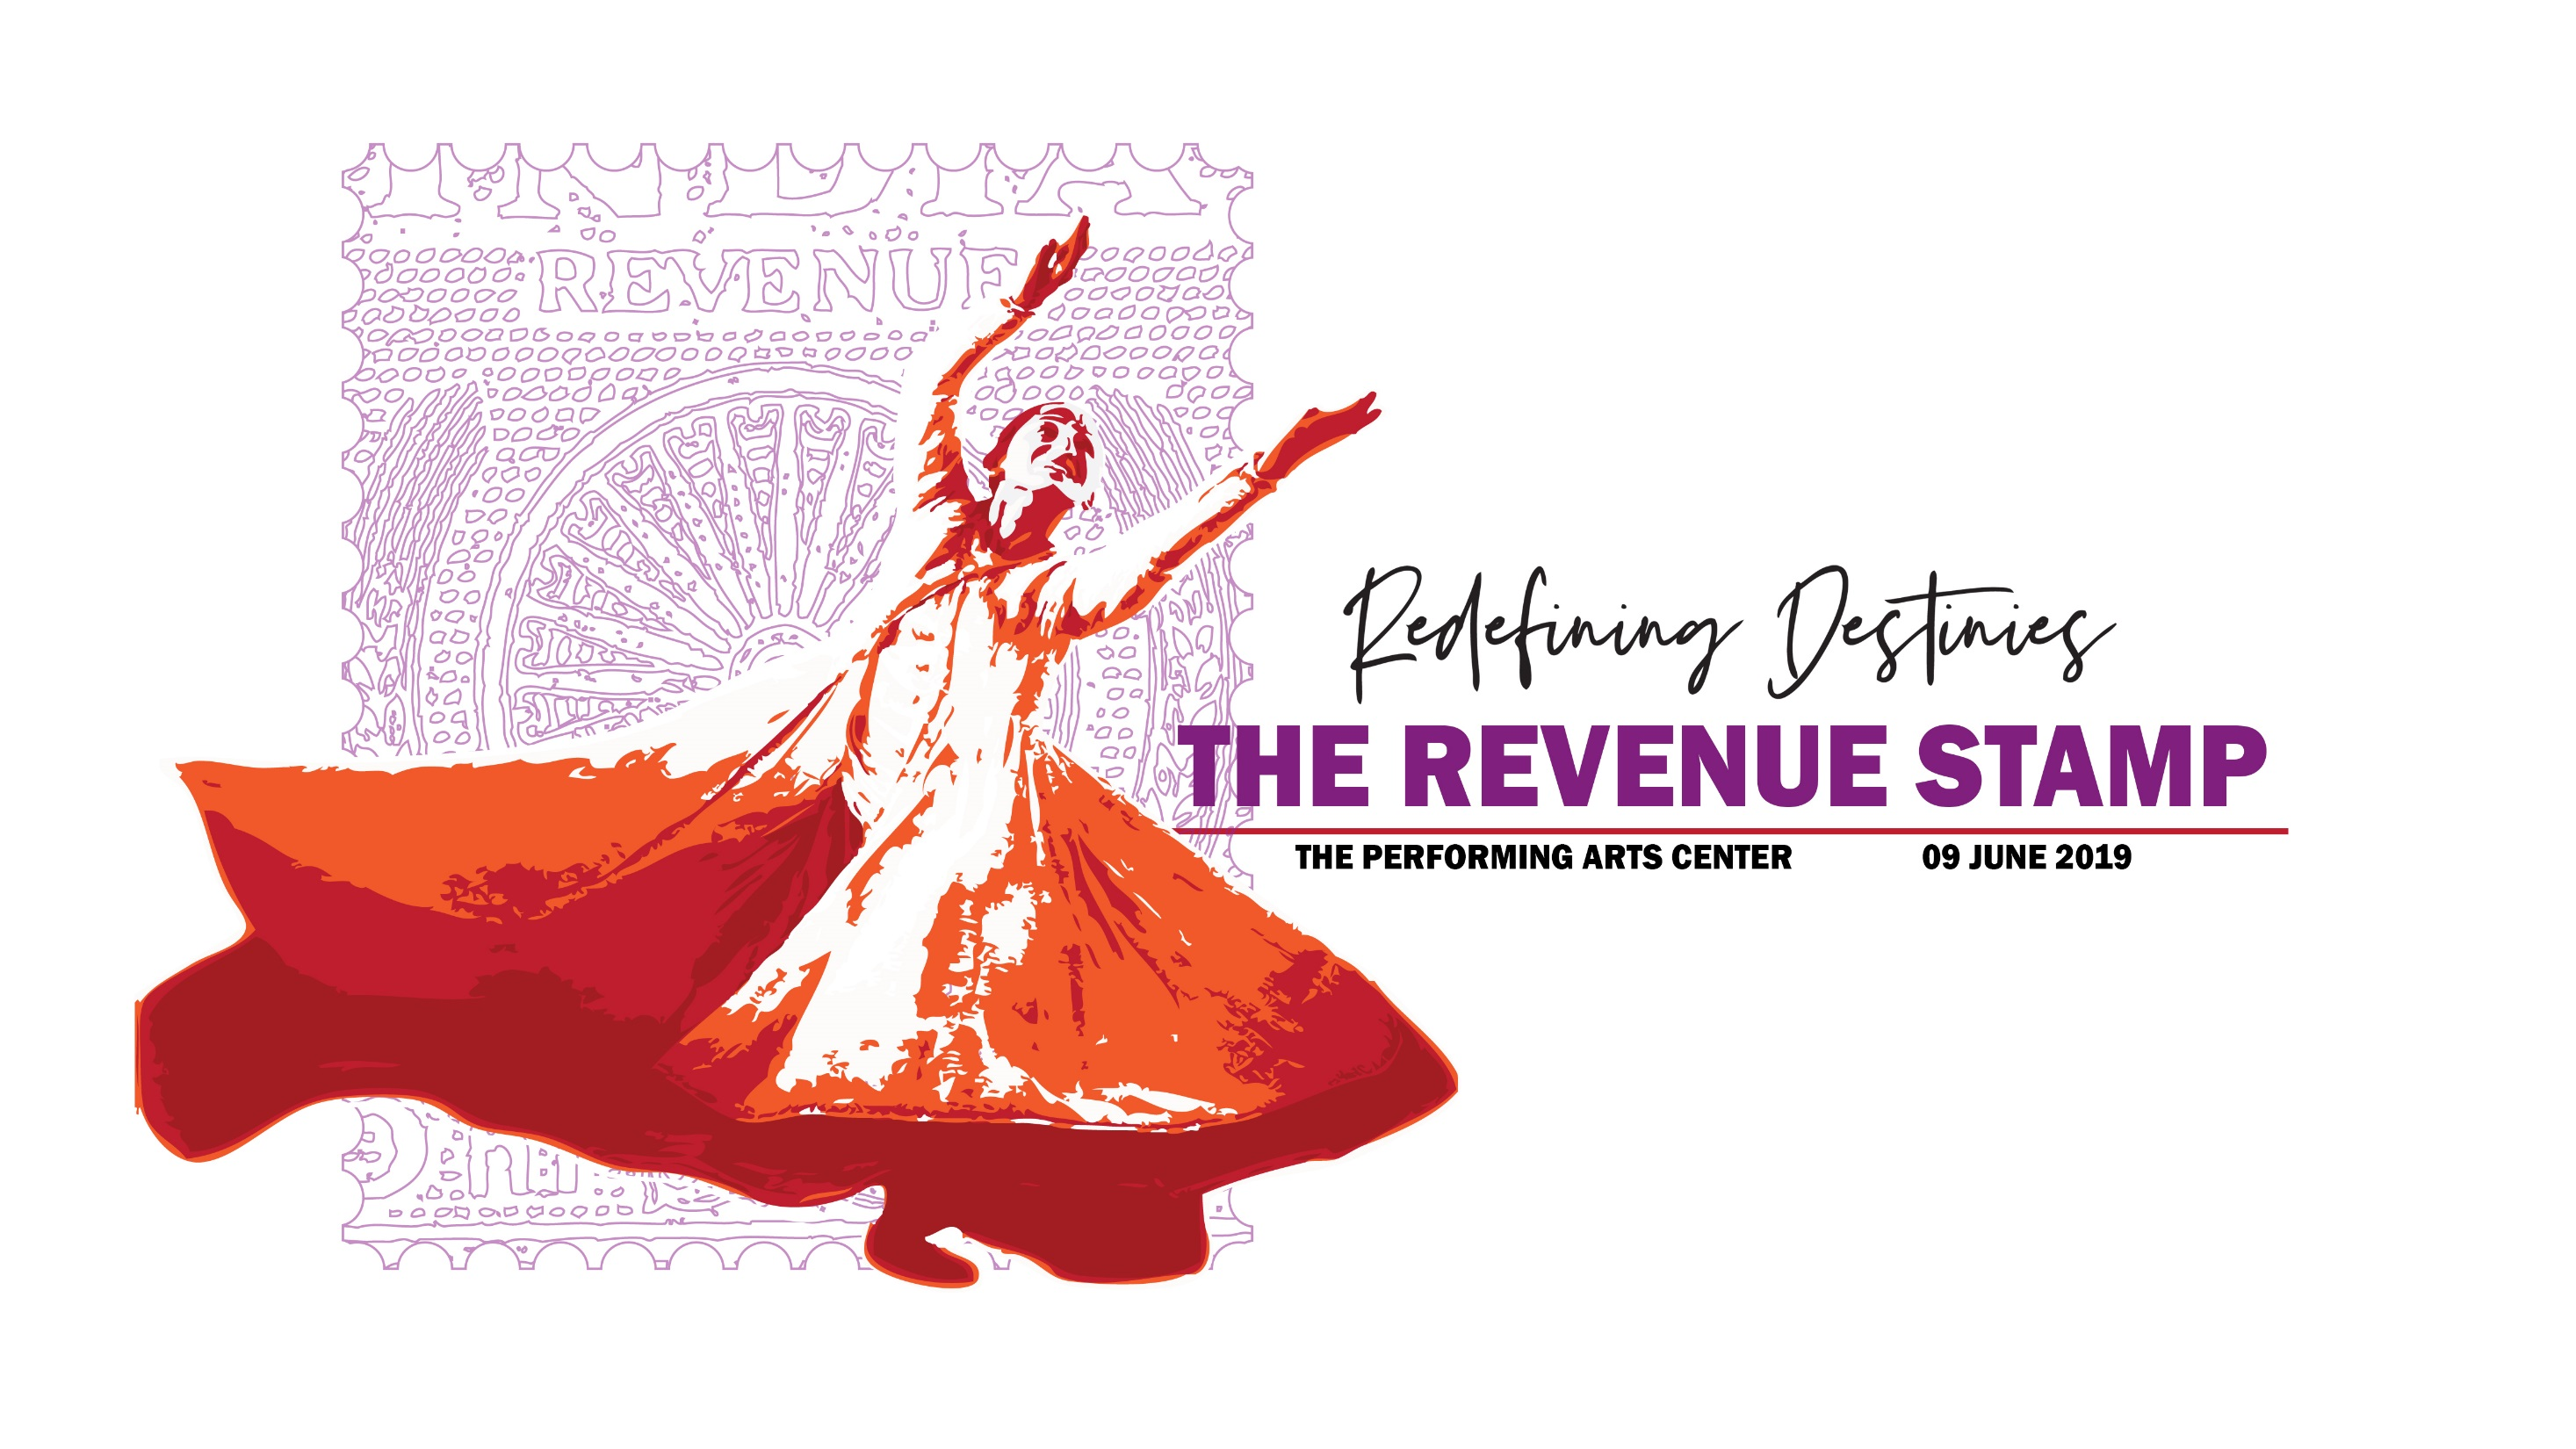 INDIA
REVENUE
Redefining Destinies
THE REVENUE STAMP
THE PERFORMING ARTS CENTER 09 JUNE 2019